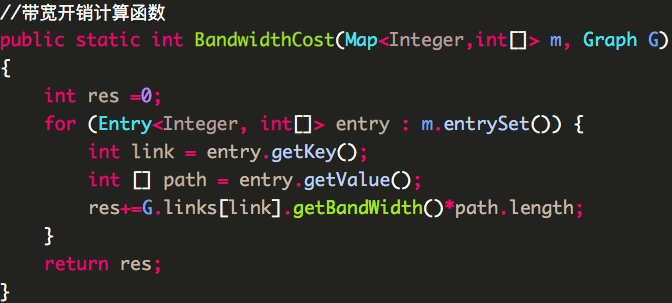 //带宽开销计算函数
public static int BandwidthCost(Map<Integer,int[]> m, Graph G)
{
    int res =0;
    for (Entry<Integer, int[]> entry : m.entrySet()) {
        int link = entry.getKey();
        int [] path = entry.getValue();
        res+=G.links[link].getBandWidth()*path.length;
    }
    return res;
}